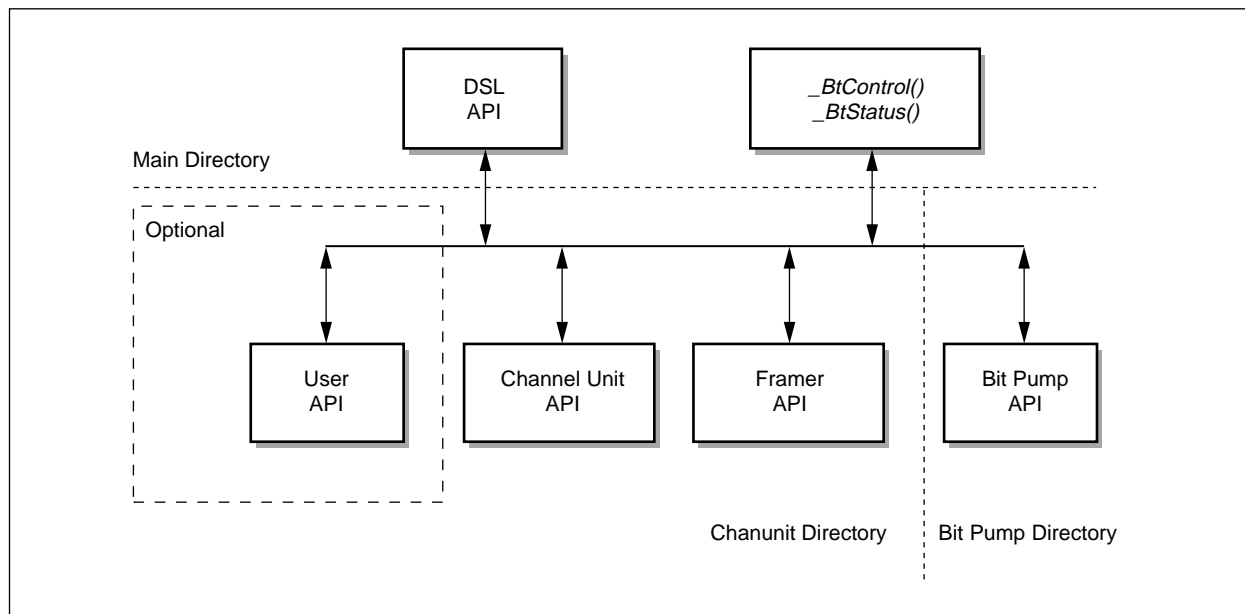 DSL
API
_BtControl()
_BtStatus()
Main Directory
Optional
User
API
Channel Unit
API
Framer
API
Bit Pump
API
Chanunit Directory
Bit Pump Directory